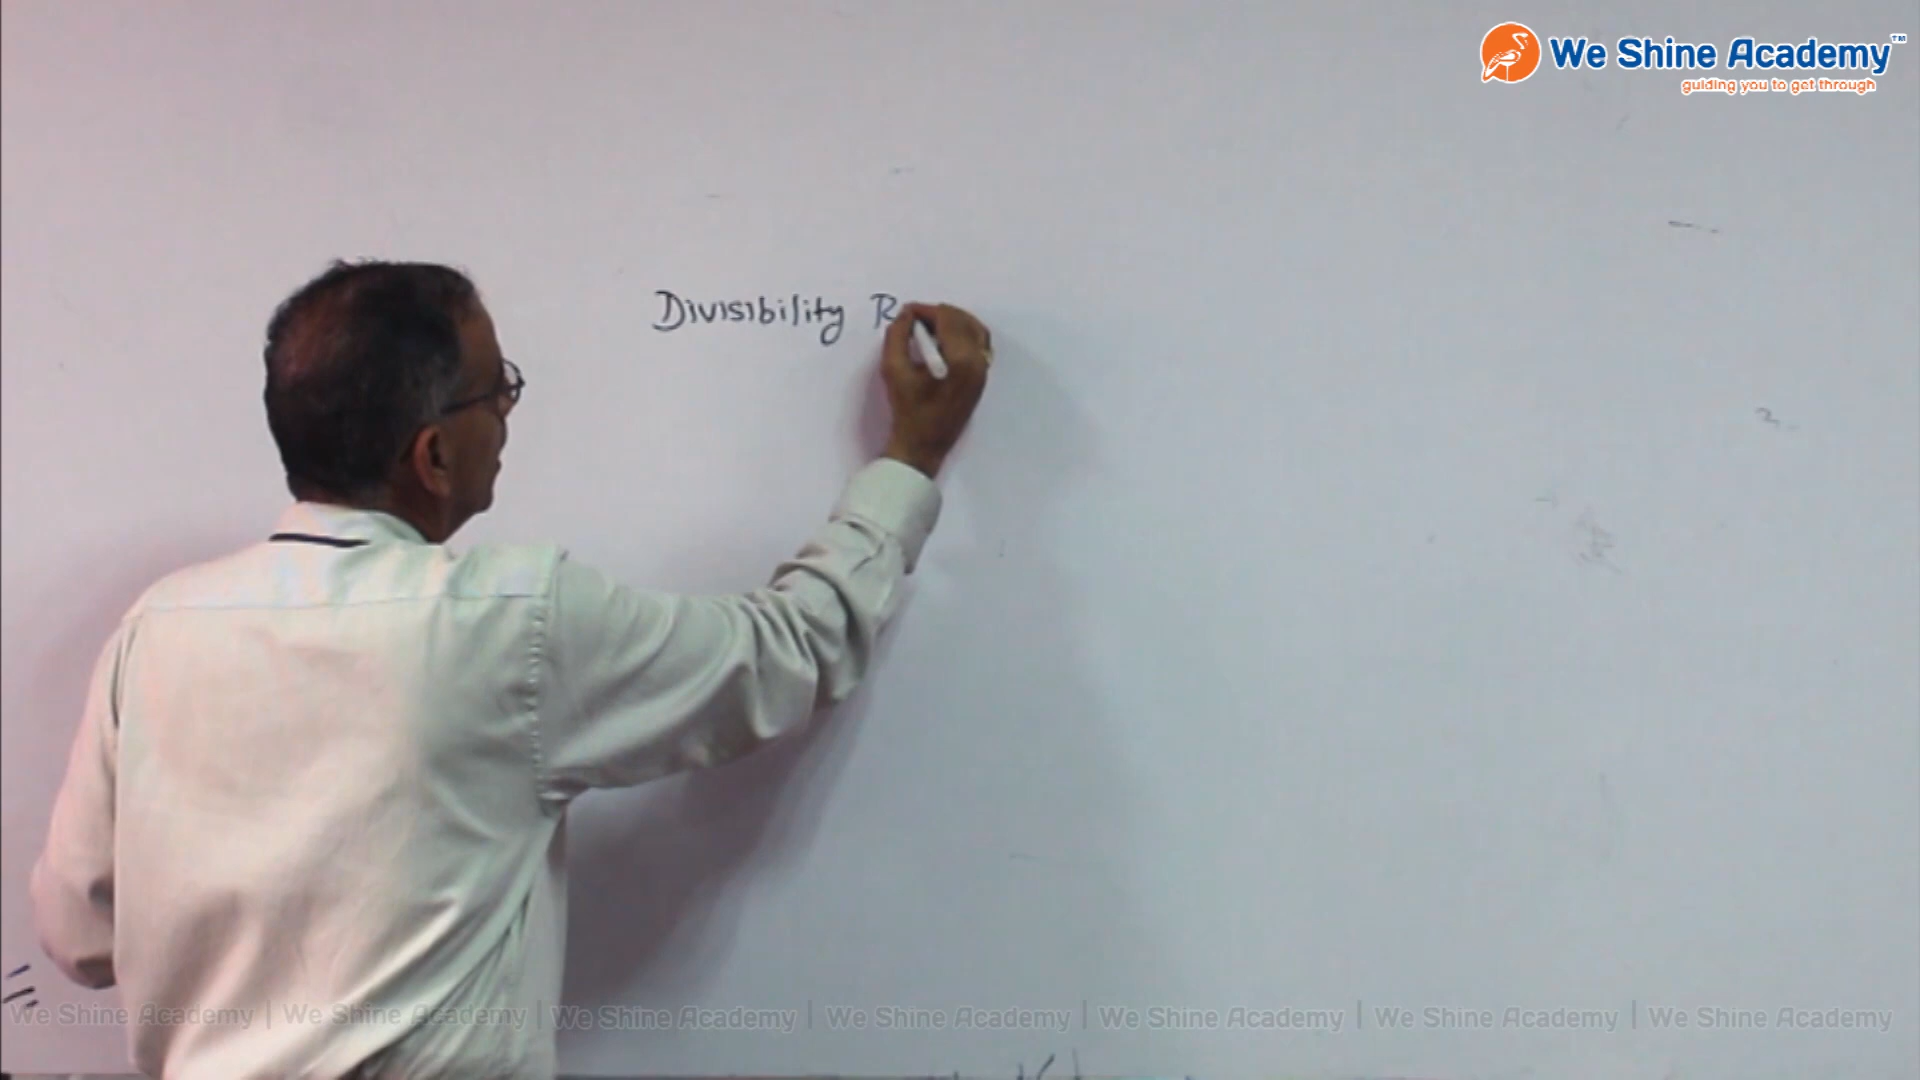 We Shine Academy™
guiding you to get through
Divisibility R
We Shine Academy | We Shine Academy | We Shine Academy | We Shine Academy | We Shine Academy | We Shine Academy | We Shine Academy